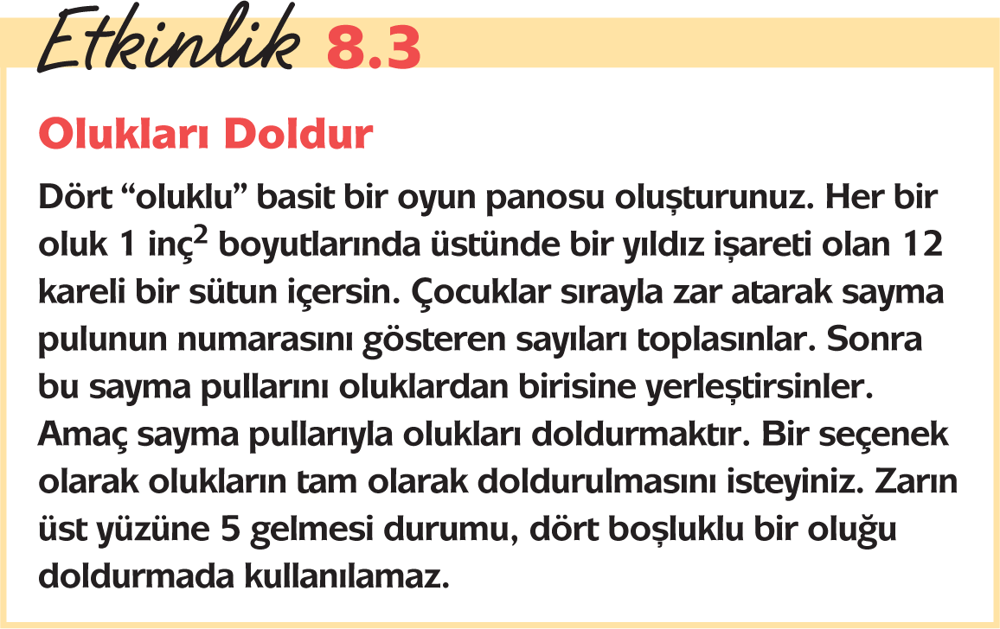 Etkinlik 8.3
Olukları Doldur
Dört “oluklu” basit bir oyun panosu oluşturunuz. Her bir
oluk 1 inç² boyutlarında üstünde bir yıldız işareti olan 12
kareli bir sütun içersin. Çocuklar sırayla zar atarak sayma
pulunun numarasını gösteren sayıları toplasınlar. Sonra
bu sayma pullarını oluklardan birisine yerleştirsinler.
Amaç sayma pullarıyla olukları doldurmaktır. Bir seçenek
olarak olukların tam olarak doldurulmasını isteyiniz. Zarın
üst yüzüne 5 gelmesi durumu, dört boşluklu bir oluğu
doldurmada kullanılamaz.